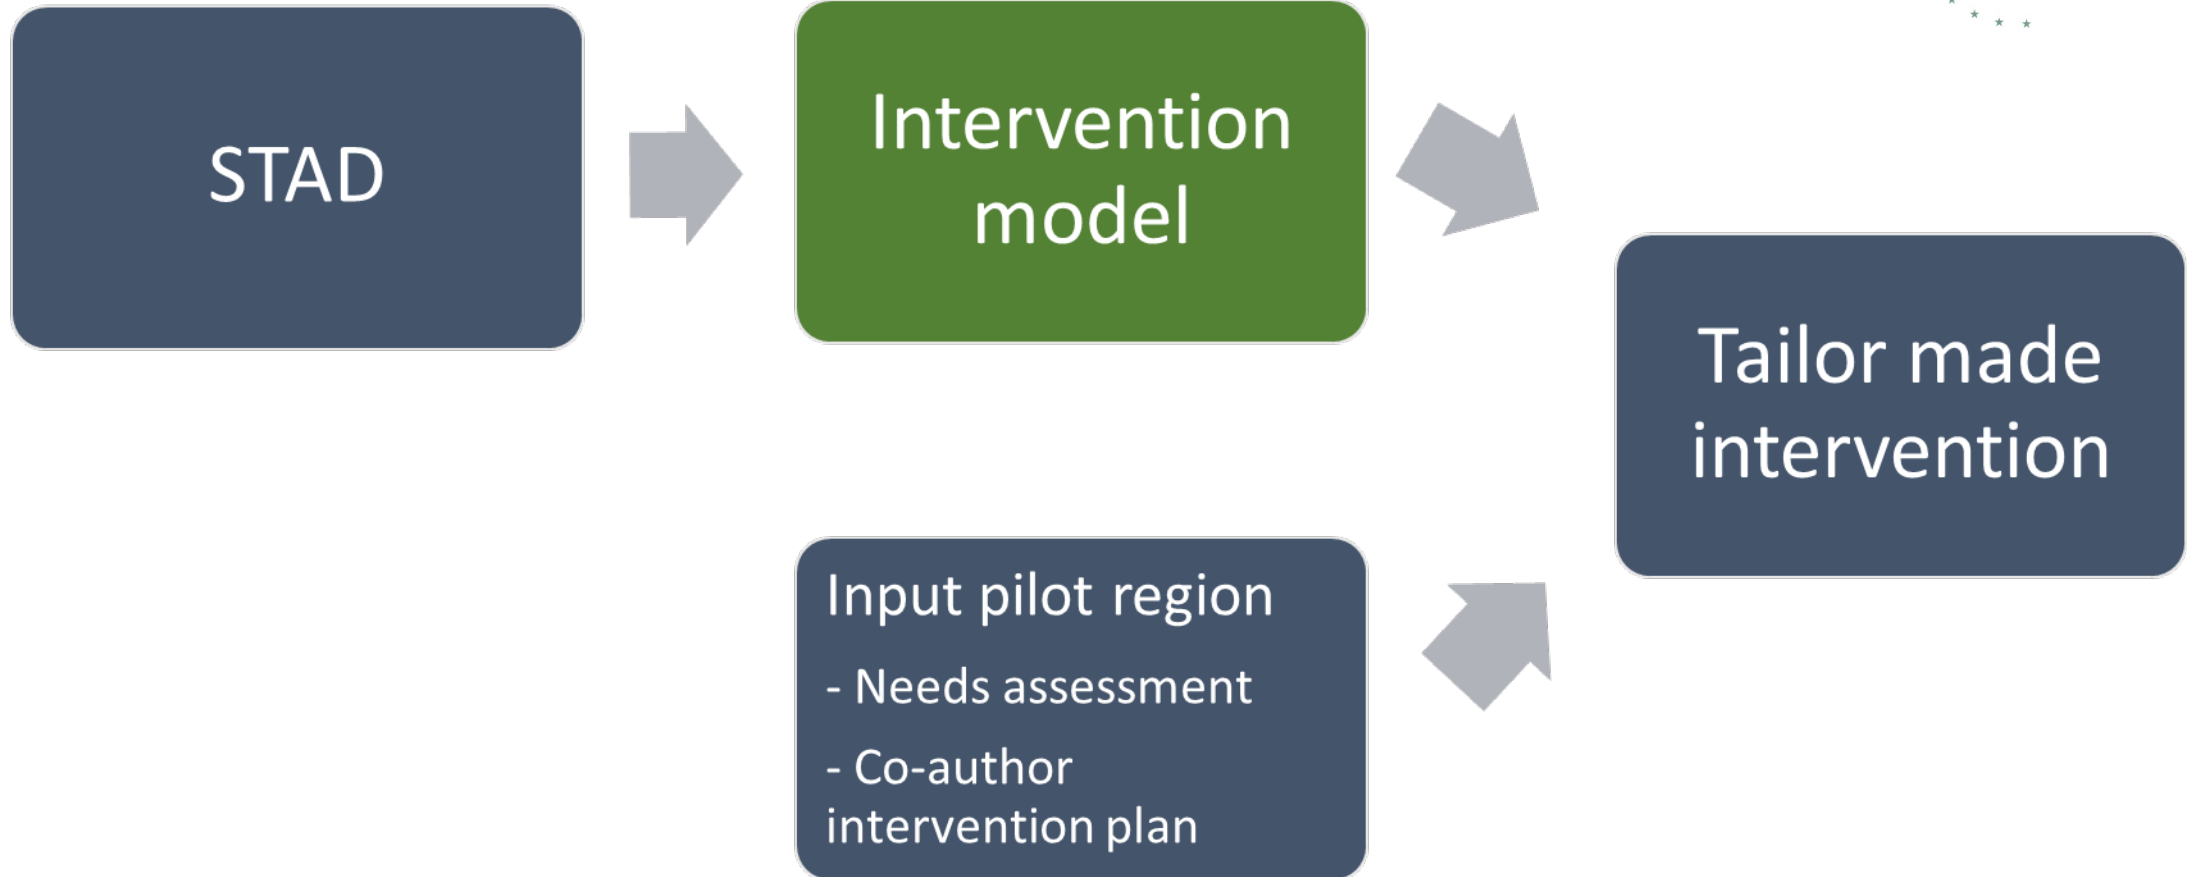 STAD
Intervention
model
Tailor made
intervention
Input pilot region
- Needs assessment
- Co-author
intervention plan